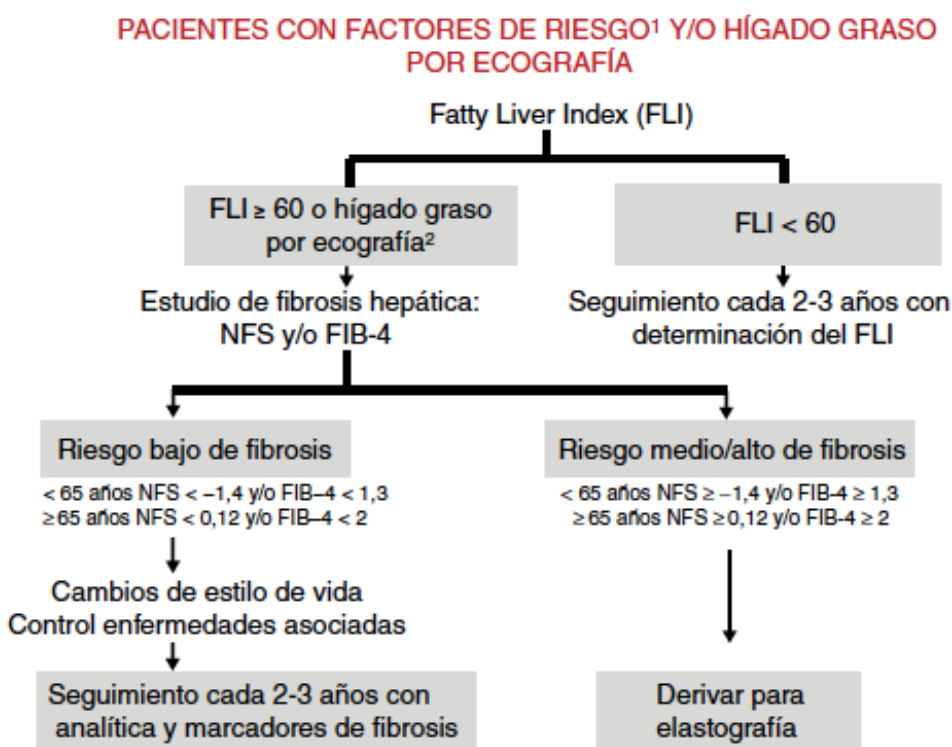 PACIENTES CON FACTORES DE RIESGO¹ Y/O HÍGADO GRASO
POR ECOGRAFÍA
Fatty Liver Index (FLI)
FLI ≥ 60 o hígado graso
por ecografía²
FLI < 60
Estudio de fibrosis hepática:
NFS y/o FIB-4
Seguimiento cada 2-3 años con
determinación del FLI
Riesgo bajo de fibrosis
< 65 años NFS < −1,4 y/o FIB–4 < 1,3
≥ 65 años NFS < 0,12 y/o FIB–4 < 2
Riesgo medio/alto de fibrosis
< 65 años NFS ≥ −1,4 y/o FIB-4 ≥ 1,3
≥ 65 años NFS ≥ 0,12 y/o FIB-4 ≥ 2
Cambios de estilo de vida
Control enfermedades asociadas
Seguimiento cada 2-3 años con
analítica y marcadores de fibrosis
Derivar para
elastografía